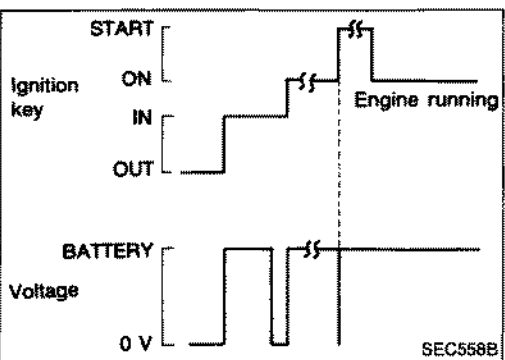 START
ON
Ignition
key
IN
Engine running
OUT
BATTERY
Voltage
0 V
SEC558B